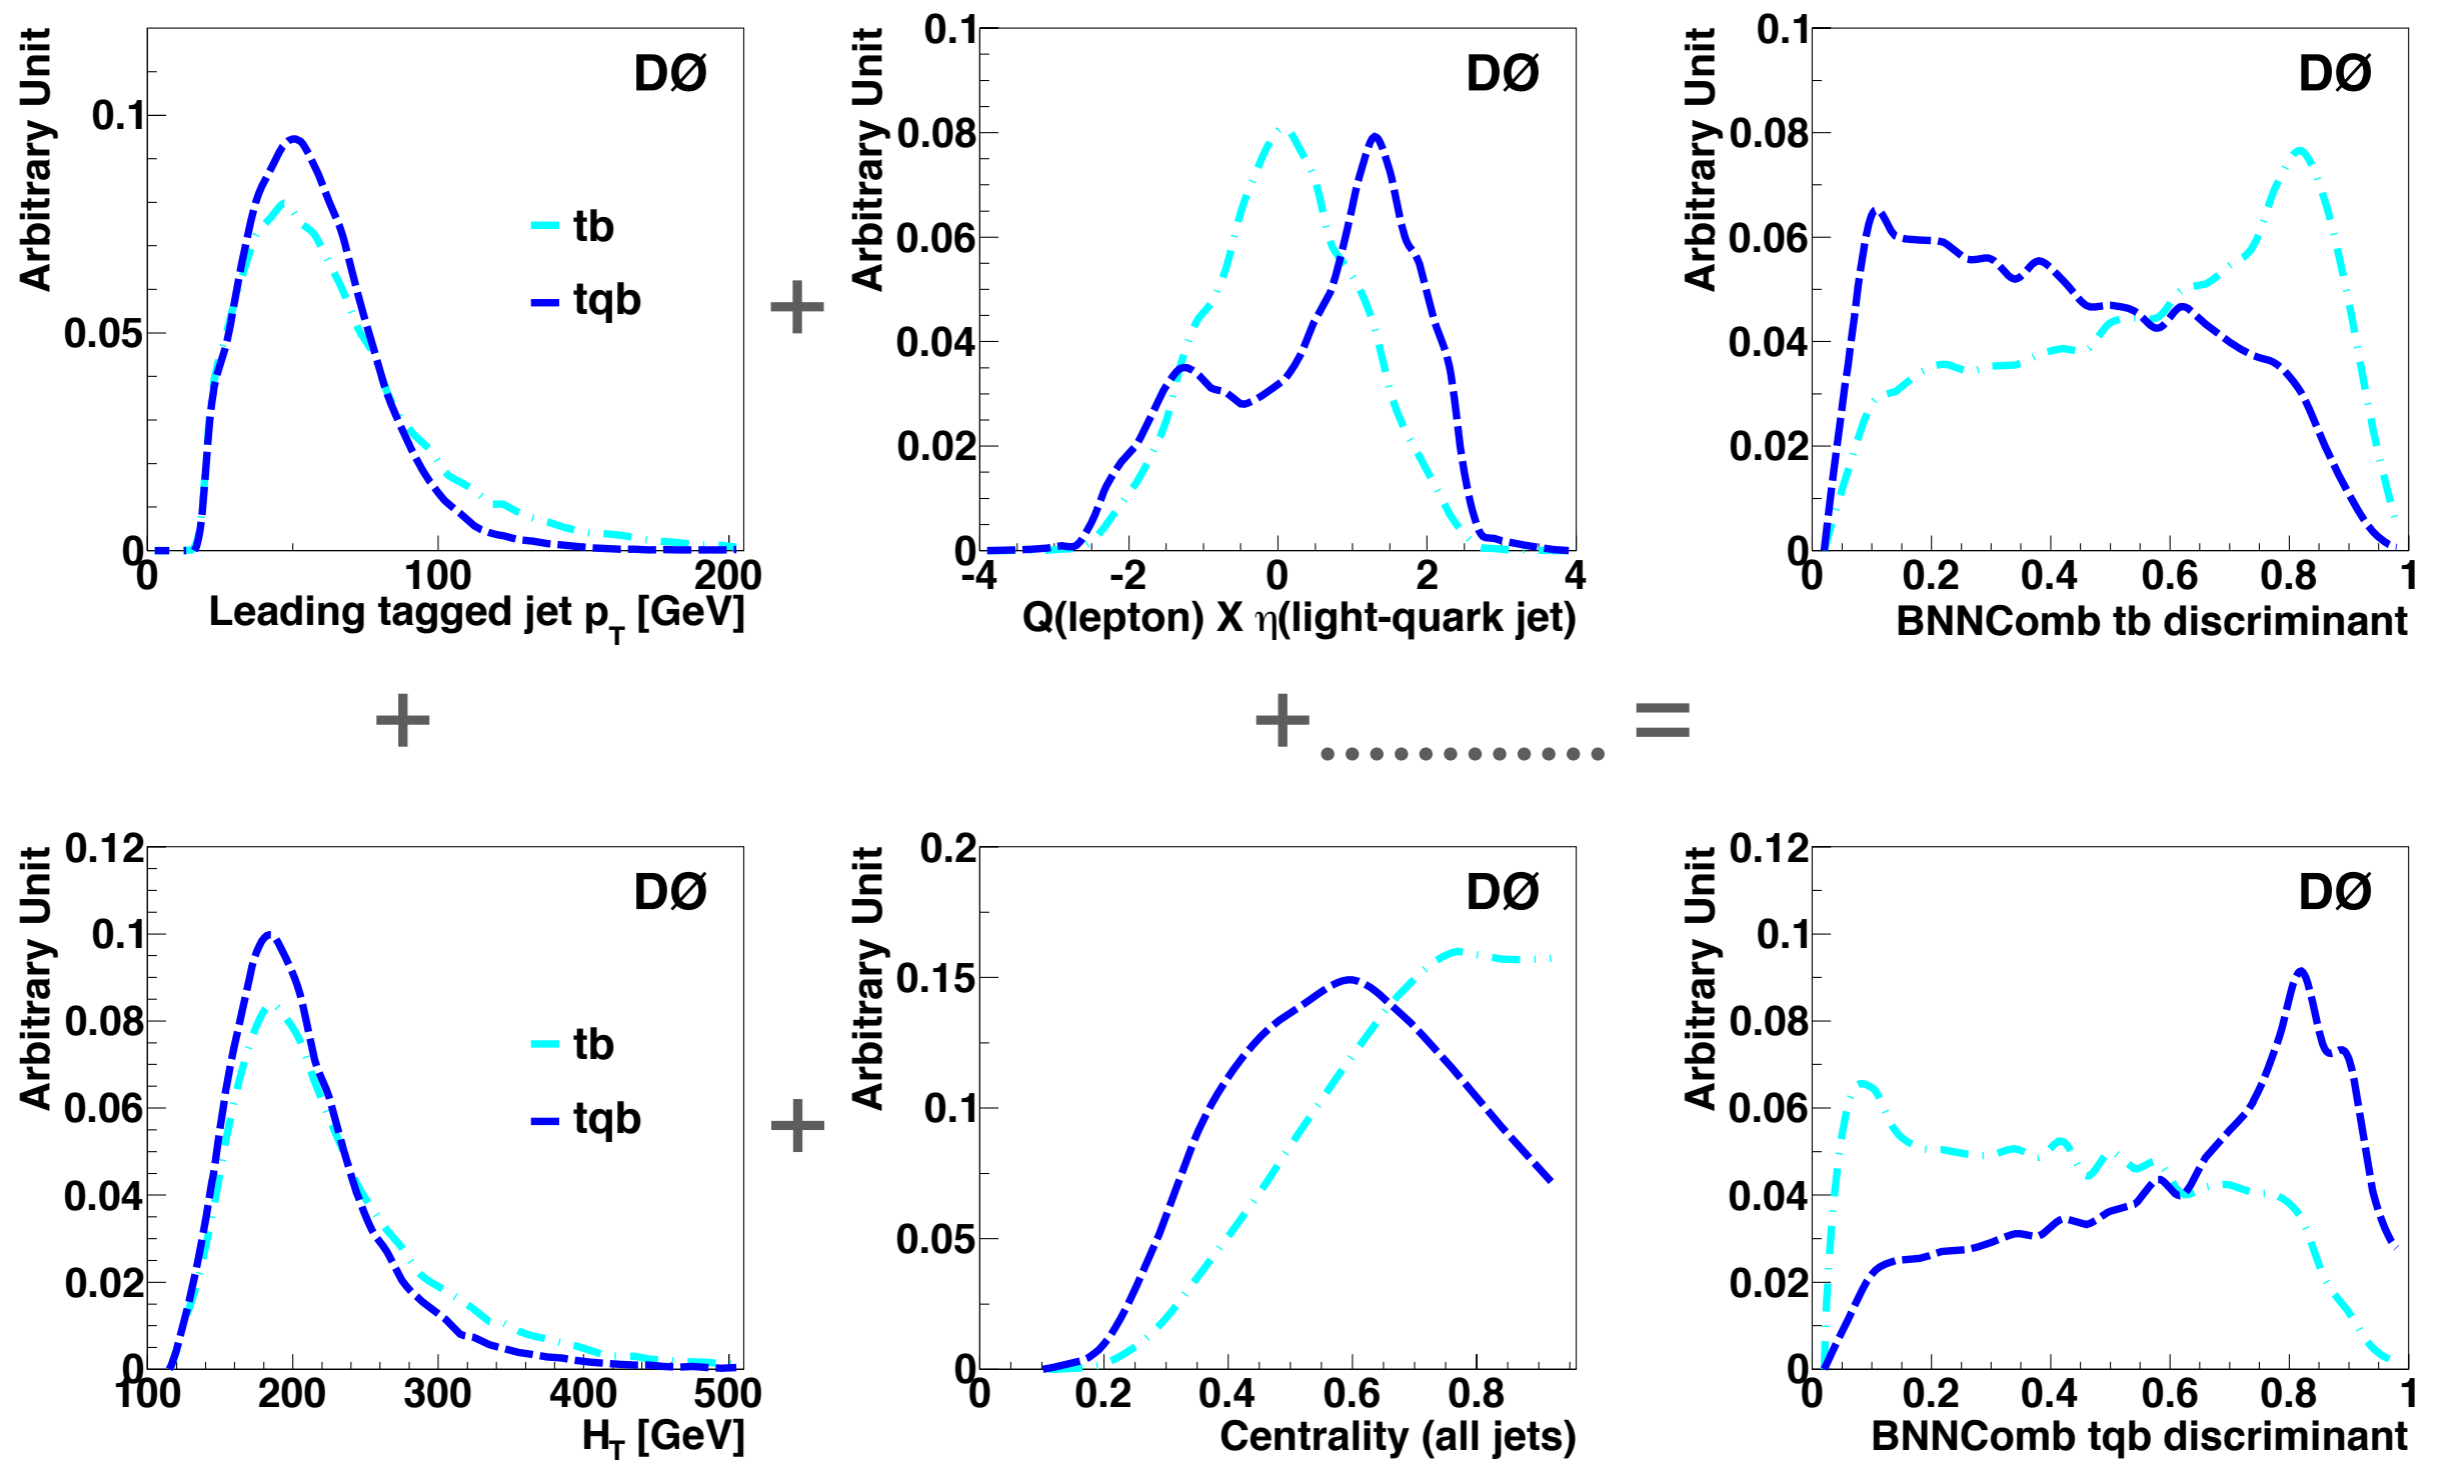 Arbitrary Unit
0.1
0.05
0
DØ
tb
tqb
0 100 200
Leading tagged jet p_T [GeV]
+
Arbitrary Unit
0.1
0.08
0.06
0.04
0.02
0
DØ
-4 -2 0 2 4
Q(lepton) X η(light-quark jet)
Arbitrary Unit
0.1
0.08
0.06
0.04
0.02
0
DØ
0 0.2 0.4 0.6 0.8 1
BNNComb tb discriminant
+ +............ =
Arbitrary Unit
0.12
0.1
0.08
0.06
0.04
0.02
0
DØ
tb
tqb
100 200 300 400 500
H_T [GeV]
+
Arbitrary Unit
0.2
0.15
0.1
0.05
0
DØ
0 0.2 0.4 0.6 0.8
Centrality (all jets)
Arbitrary Unit
0.12
0.1
0.08
0.06
0.04
0.02
0
DØ
0 0.2 0.4 0.6 0.8 1
BNNComb tqb discriminant